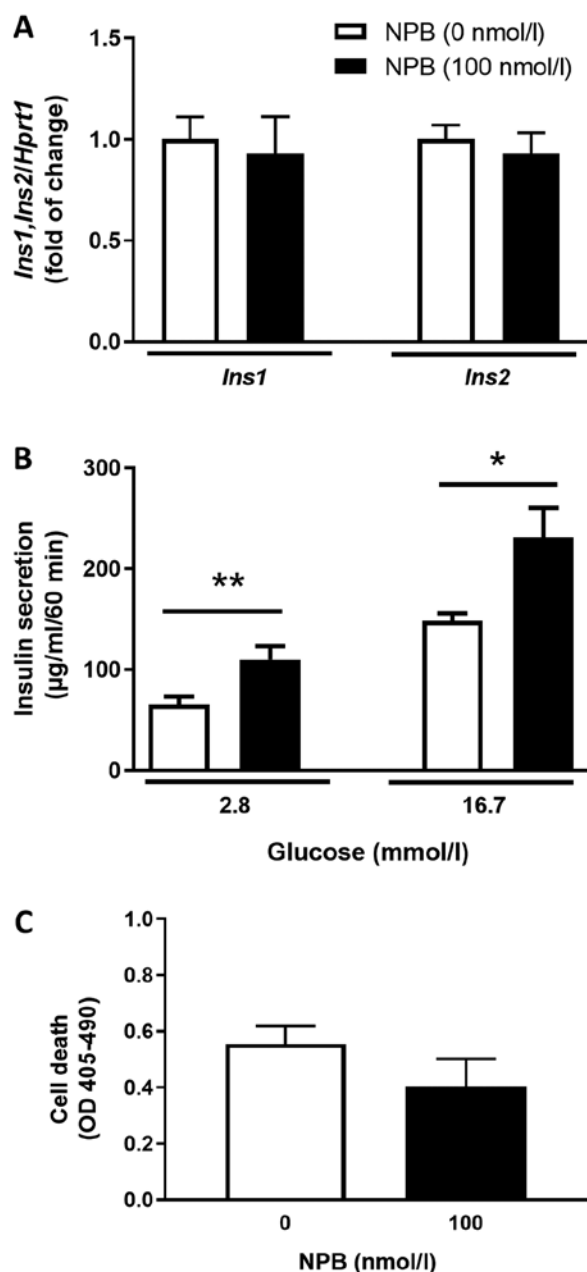 A
NPB (0 nmol/l)
NPB (100 nmol/l)
Ins1,Ins2/Hprt1
(fold of change)
1.5
1.0
0.5
0.0
Ins1 Ins2
B
Insulin secretion
(µg/ml/60 min)
300
200
100
0
** *
2.8 16.7
Glucose (mmol/l)
C
Cell death
(OD 405-490)
1.0
0.8
0.6
0.4
0.2
0.0
0 100
NPB (nmol/l)